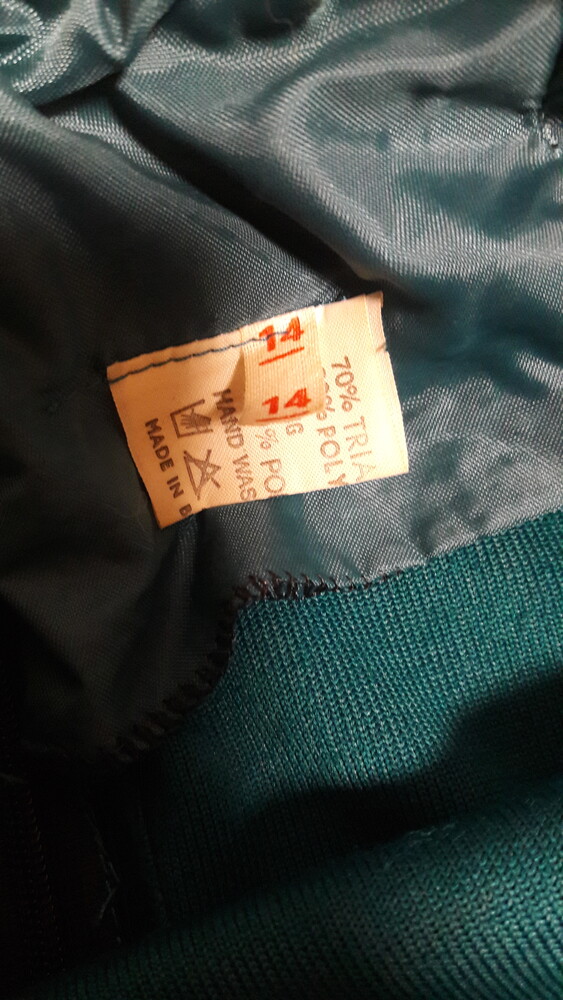 14
14
70% TRIA
% POLY
G
% PO
HAND WAS
MADE IN B